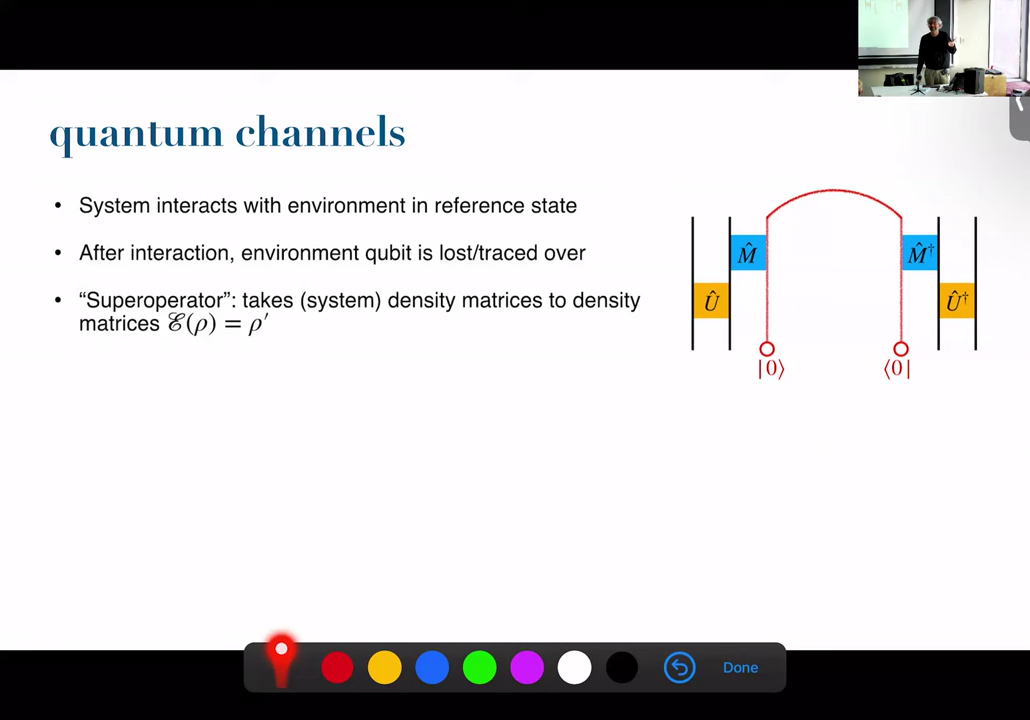 quantum channels
• System interacts with environment in reference state
• After interaction, environment qubit is lost/traced over
• “Superoperator”: takes (system) density matrices to density
matrices ℰ(ρ) = ρ′
M̂ M̂†
Û Û†
|0⟩ ⟨0|
Done